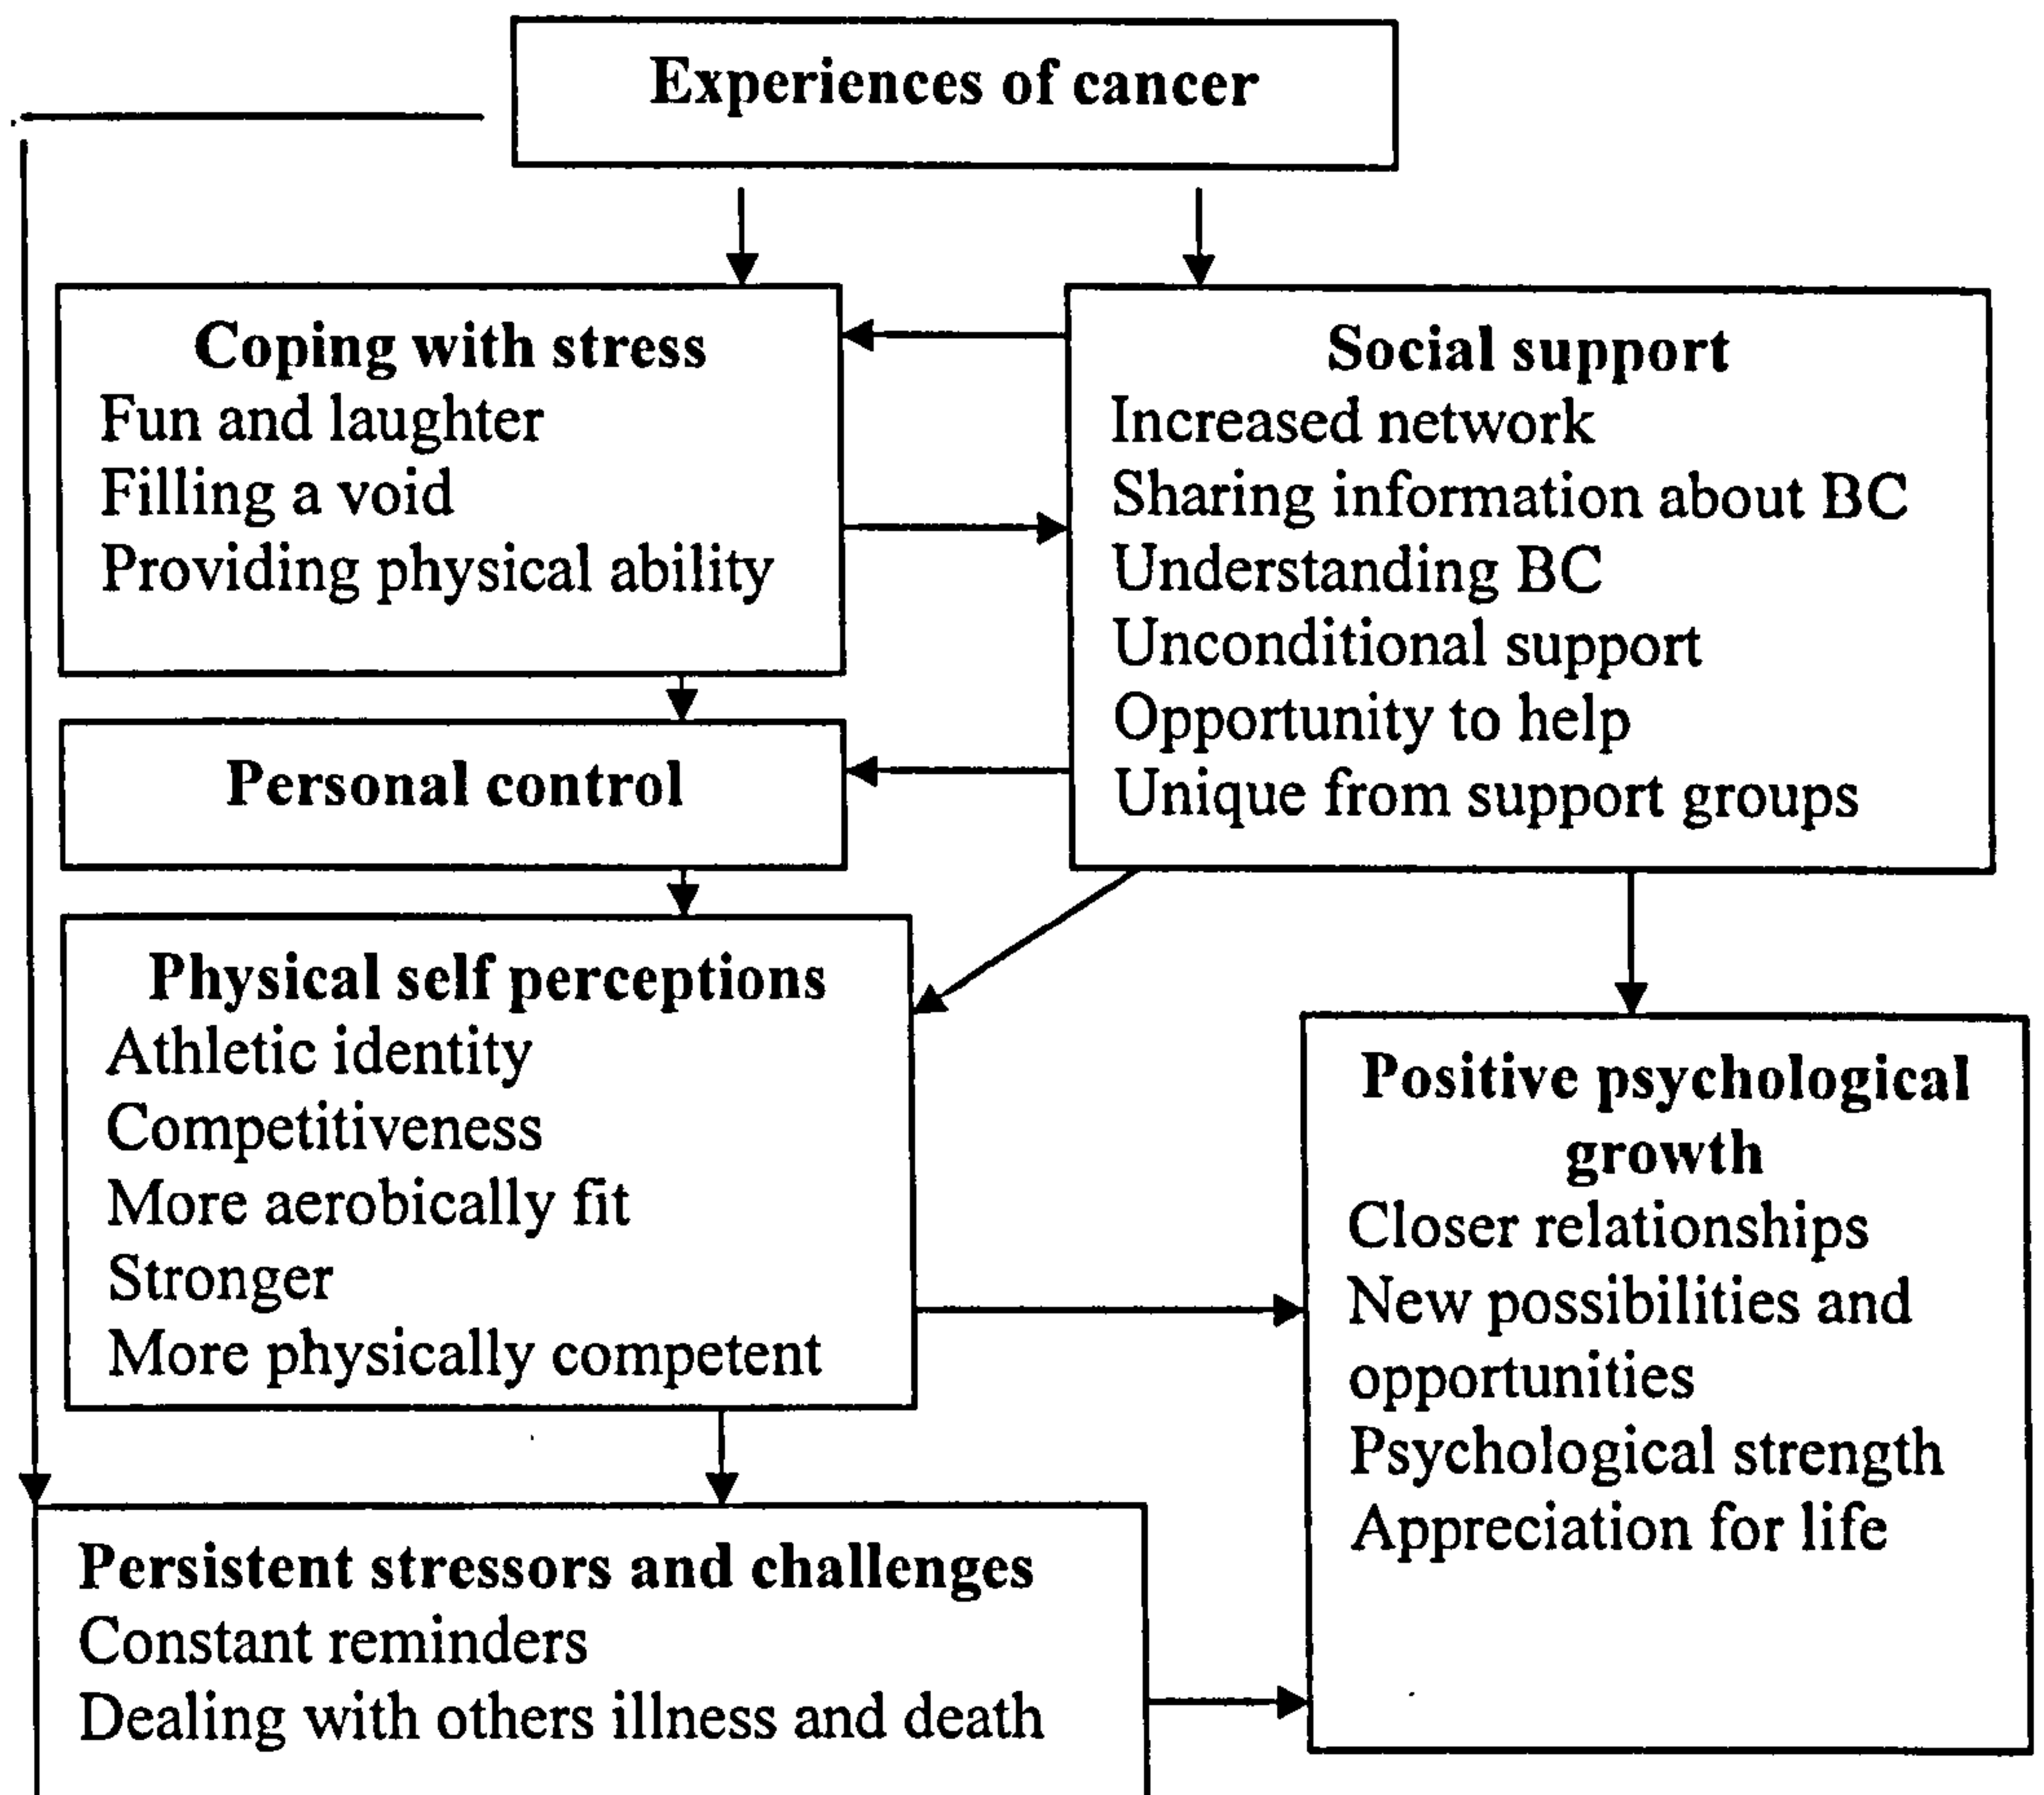 Experiences of cancer
Coping with stress
Fun and laughter
Filling a void
Providing physical ability
Social support
Increased network
Sharing information about BC
Understanding BC
Unconditional support
Opportunity to help
Unique from support groups
Personal control
Physical self perceptions
Athletic identity
Competitiveness
More aerobically fit
Stronger
More physically competent
Positive psychological
growth
Closer relationships
New possibilities and
opportunities
Psychological strength
Appreciation for life
Persistent stressors and challenges
Constant reminders
Dealing with others illness and death